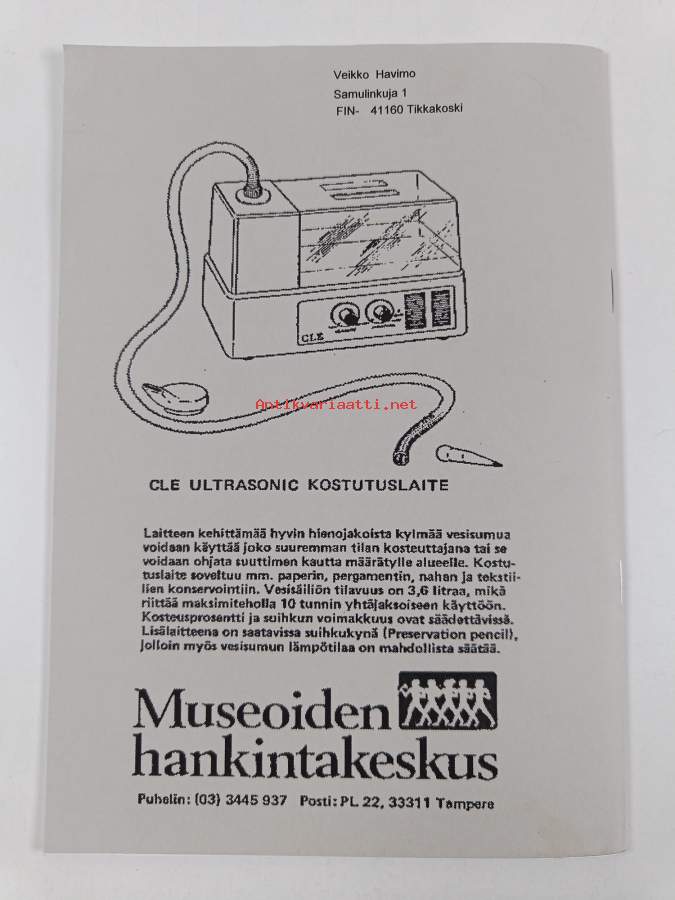 Veikko Havimo
Samulinkuja 1
FIN- 41160 Tikkakoski
CLE
Antikvariaatti.net
CLE ULTRASONIC KOSTUTUSLAITE
Laitteen kehittämää hyvin hienojakoista kylmää vesisumua
voidaan käyttää joko suuremman tilan kosteuttajana tai se
voidaan ohjata suuttimen kautta määrätylle alueelle. Kostu-
tuslaite soveltuu mm. paperin, pergamentin, nahan ja tekstii-
lien konservointiin. Vesisäiliön tilavuus on 3,6 litraa, mikä
riittää maksimiteholla 10 tunnin yhtäjaksoiseen käyttöön.
Kosteusprosentti ja suihkun voimakkuus ovat säädettävissä.
Lisälaitteena on saatavissa suihkukynä (Preservation pencil),
jolloin myös vesisumun lämpötilaa on mahdollista säätää.
Museoiden
hankintakeskus
Puhelin: (03) 3445 937 Posti: PL 22, 33311 Tampere